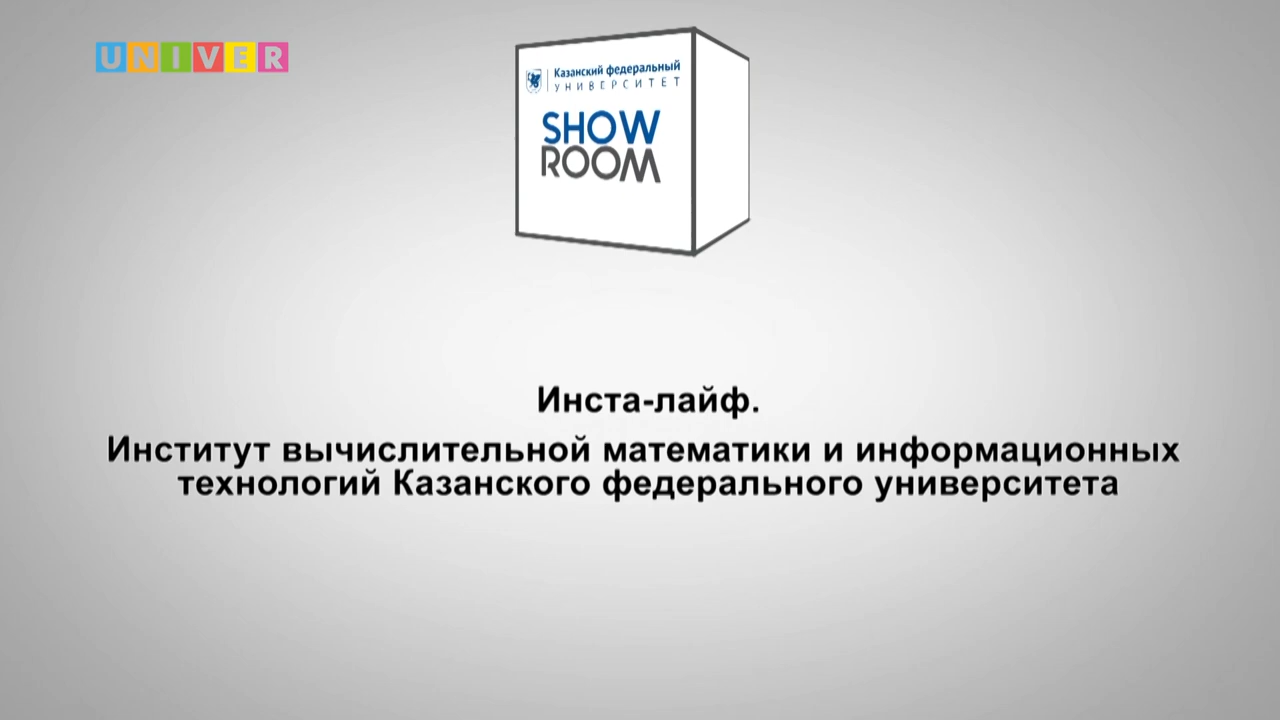 UNIVER
Казанский федеральный
УНИВЕРСИТЕТ
SHOW
ROOM
Инста-лайф.
Институт вычислительной математики и информационных
технологий Казанского федерального университета